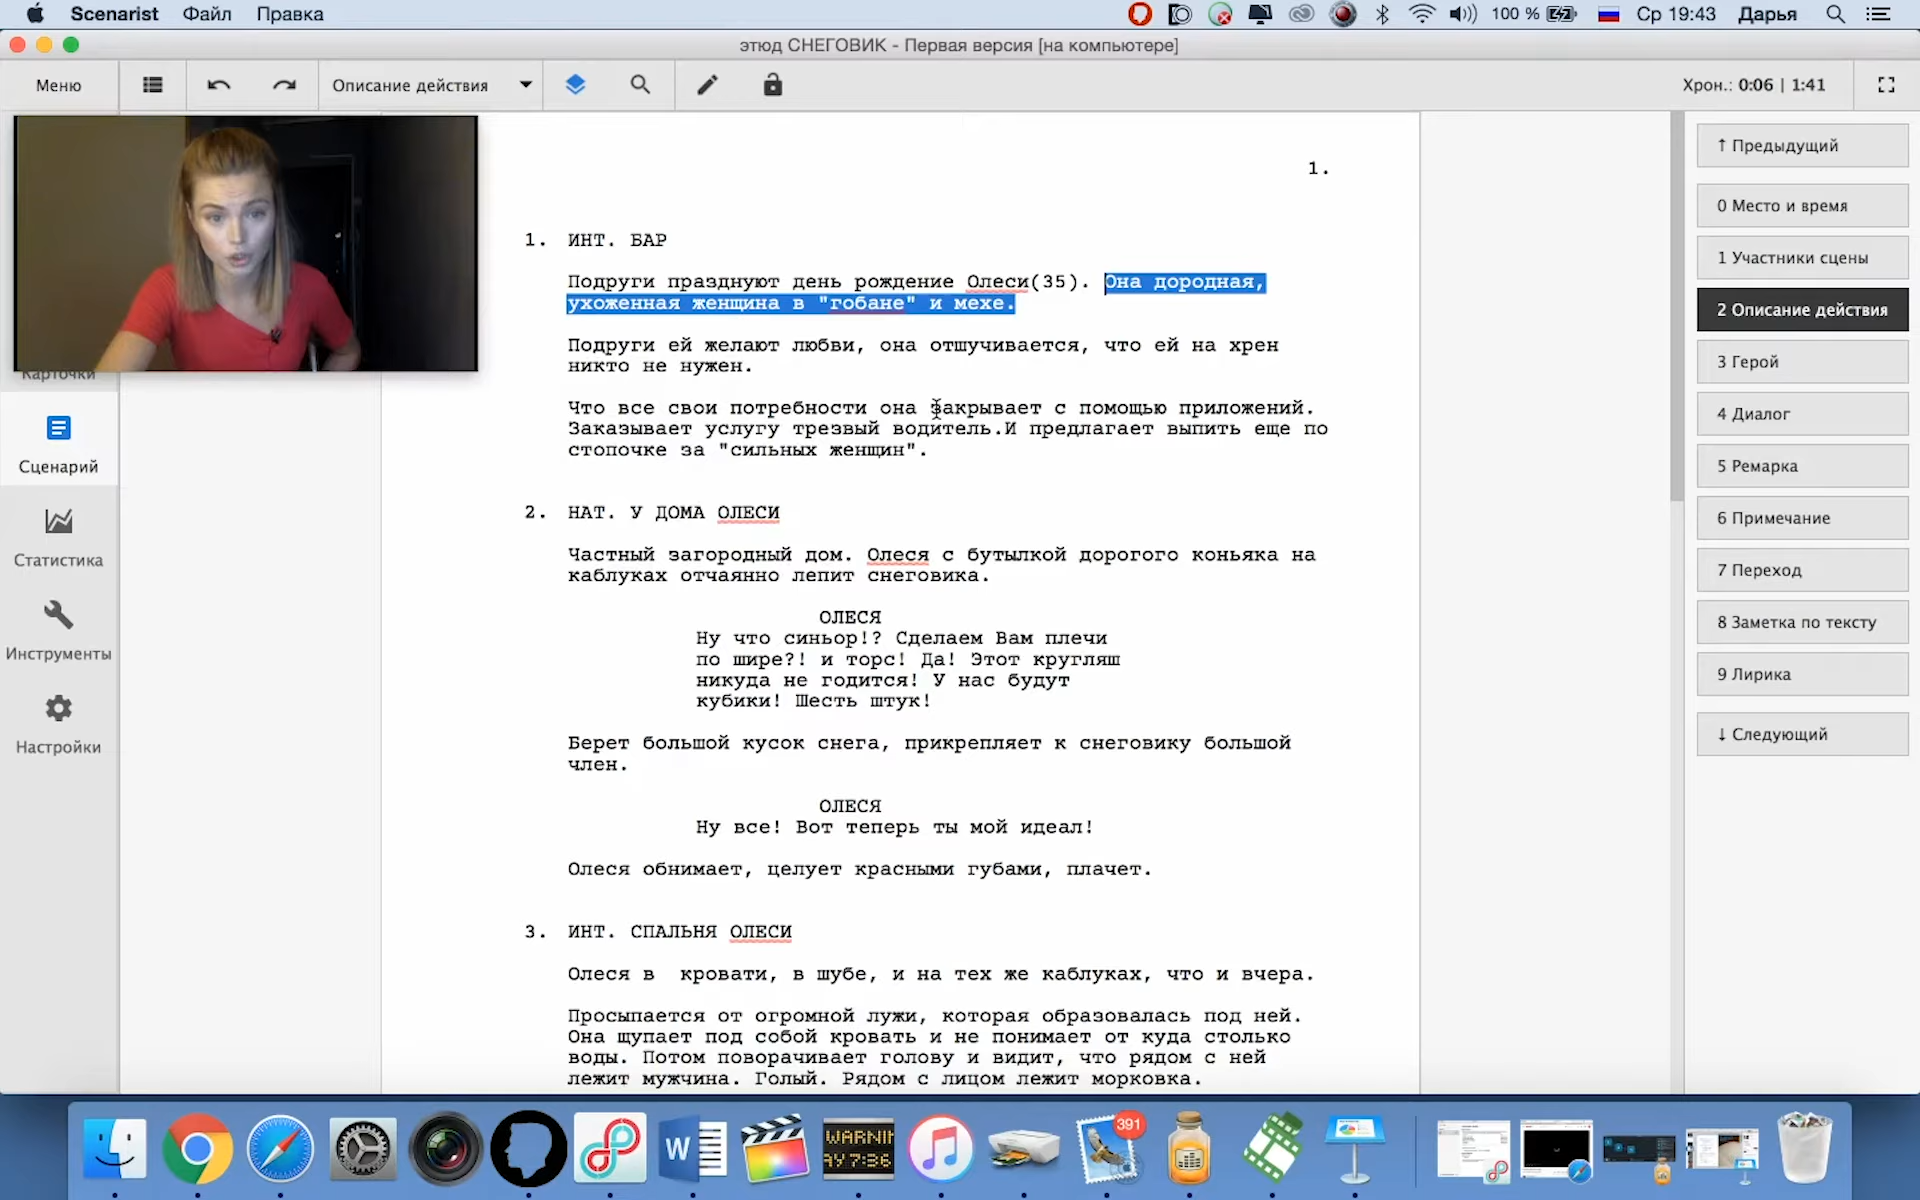 Scenarist Файл Правка 100 % Ср 19:43 Дарья
этюд СНЕГОВИК - Первая версия [на компьютере]
Меню Описание действия Хрон.: 0:06 | 1:41
Карточки
Сценарий
Статистика
Инструменты
Настройки
1.
1. ИНТ. БАР
Подруги празднуют день рождение Олеси(35). Она дородная,
ухоженная женщина в "гобане" и мехе.
Подруги ей желают любви, она отшучивается, что ей на хрен
никто не нужен.
Что все свои потребности она закрывает с помощью приложений.
Заказывает услугу трезвый водитель.И предлагает выпить еще по
стопочке за "сильных женщин".
2. НАТ. У ДОМА ОЛЕСИ
Частный загородный дом. Олеся с бутылкой дорогого коньяка на
каблуках отчаянно лепит снеговика.
ОЛЕСЯ
Ну что синьор!? Сделаем Вам плечи
по шире?! и торс! Да! Этот кругляш
никуда не годится! У нас будут
кубики! Шесть штук!
Берет большой кусок снега, прикрепляет к снеговику большой
член.
ОЛЕСЯ
Ну все! Вот теперь ты мой идеал!
Олеся обнимает, целует красными губами, плачет.
3. ИНТ. СПАЛЬНЯ ОЛЕСИ
Олеся в кровати, в шубе, и на тех же каблуках, что и вчера.
Просыпается от огромной лужи, которая образовалась под ней.
Она щупает под собой кровать и не понимает от куда столько
воды. Потом поворачивает голову и видит, что рядом с ней
лежит мужчина. Голый. Рядом с лицом лежит морковка.
↑ Предыдущий
0 Место и время
1 Участники сцены
2 Описание действия
3 Герой
4 Диалог
5 Ремарка
6 Примечание
7 Переход
8 Заметка по тексту
9 Лирика
↓ Следующий
W
WARNIN
AY 7:36
391